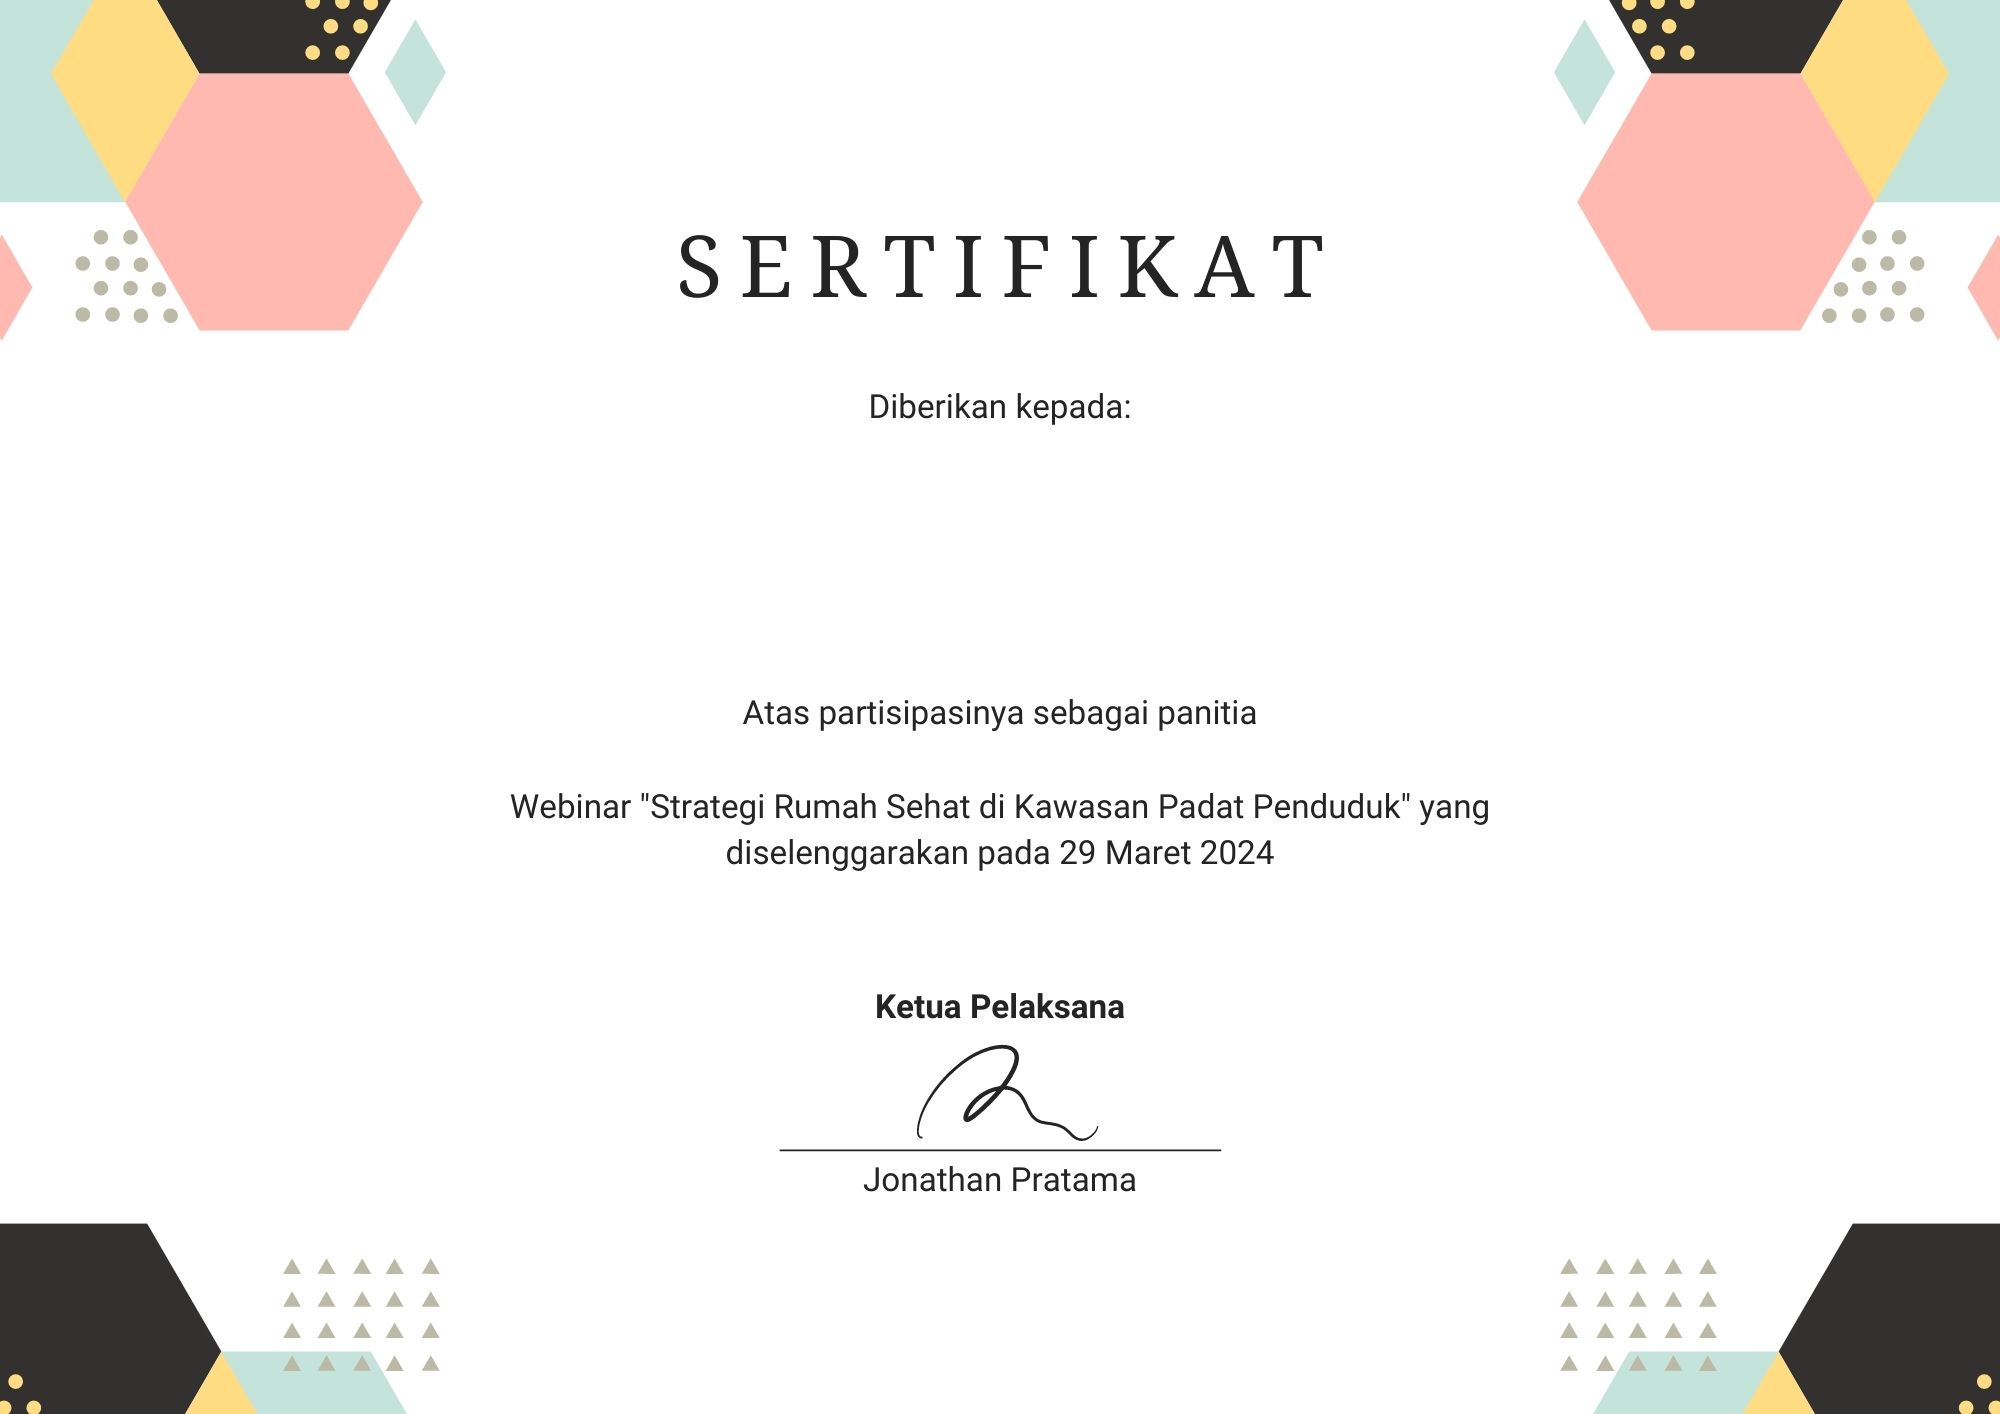 SERTIFIKAT
Diberikan kepada:
Atas partisipasinya sebagai panitia
Webinar "Strategi Rumah Sehat di Kawasan Padat Penduduk" yang
diselenggarakan pada 29 Maret 2024
Ketua Pelaksana
Jonathan Pratama